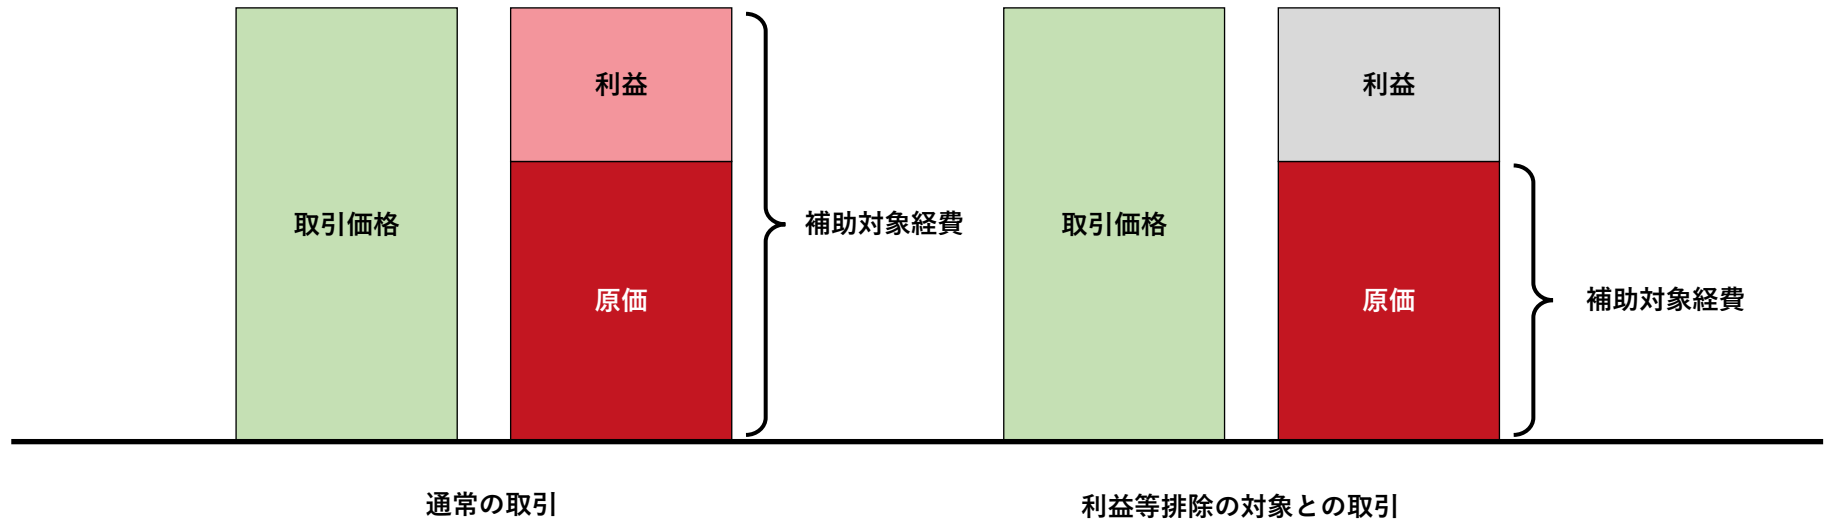 取引価格
利益
原価
補助対象経費
通常の取引
取引価格
利益
原価
補助対象経費
利益等排除の対象との取引